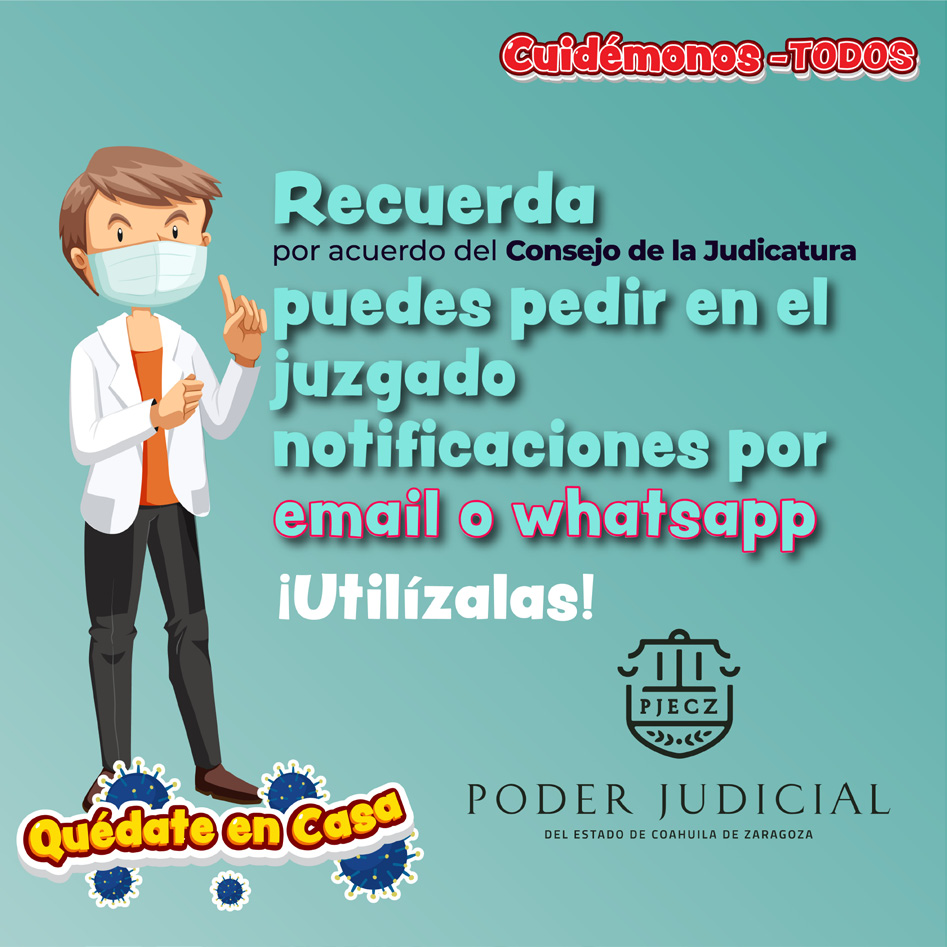 Cuidémonos -TODOS
Recuerda
por acuerdo del Consejo de la Judicatura
puedes pedir en el
juzgado
notificaciones por
email o whatsapp
¡Utilízalas!
PJECZ
PODER JUDICIAL
DEL ESTADO DE COAHUILA DE ZARAGOZA
Quédate en Casa